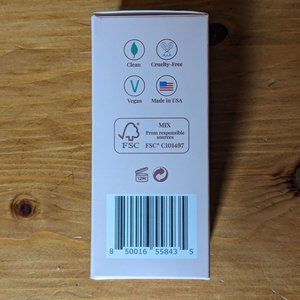 Clean
Cruelty-Free
V
Vegan
Made in USA
FSC
MIX
From responsible
sources
FSC® C101497
12M
8 50016 55843 5